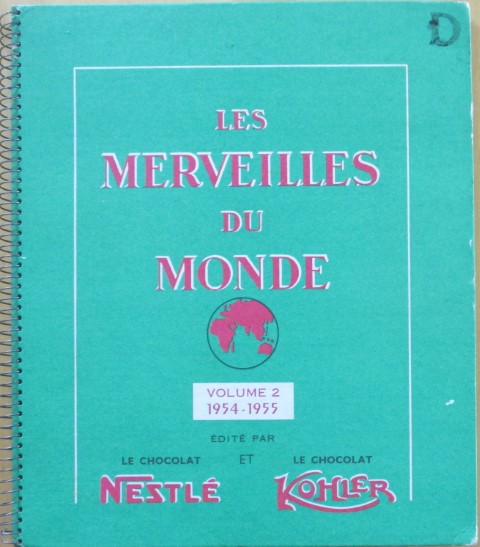 D
LES
MERVEILLES
DU
MONDE
VOLUME 2
1954-1955
ÉDITÉ PAR
LE CHOCOLAT ET LE CHOCOLAT
NESTLÉ KOHLER